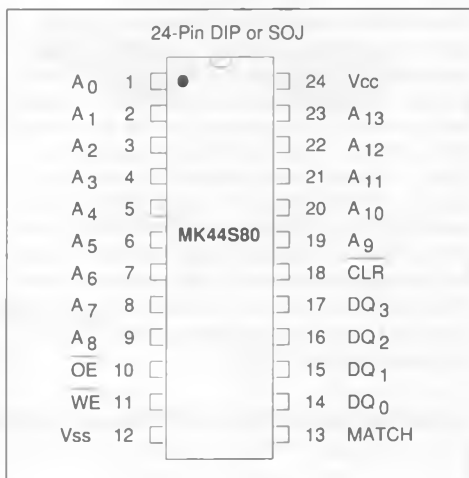 24-Pin DIP or SOJ
A0 1 24 Vcc
A1 2 23 A13
A2 3 22 A12
A3 4 21 A11
A4 5 20 A10
A5 6 MK44S80 19 A9
A6 7 18 CLR
A7 8 17 DQ3
A8 9 16 DQ2
OE 10 15 DQ1
WE 11 14 DQ0
Vss 12 13 MATCH